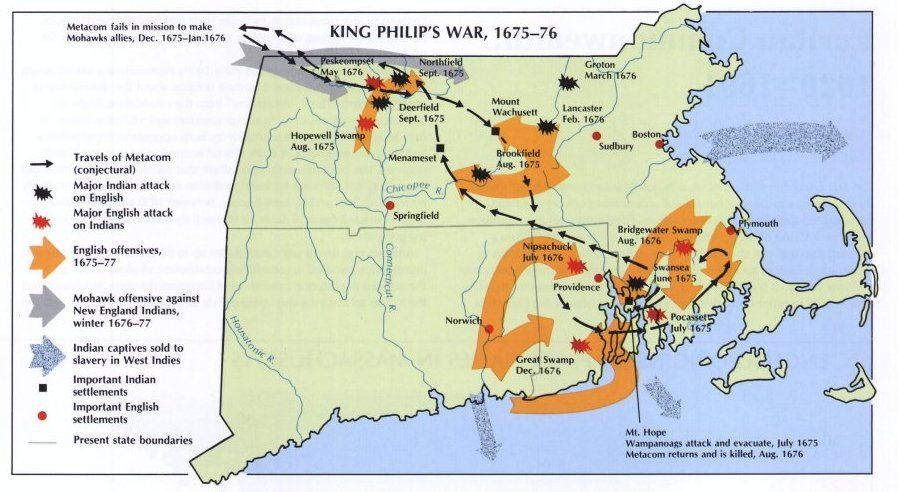 Metacom fails in mission to make
Mohawks allies, Dec. 1675-Jan.1676
KING PHILIP'S WAR, 1675-76
Peskeompset
May 1676
Northfield
Sept. 1675
Groton
March 1676
Deerfield
Sept. 1675
Mount
Wachusett
Lancaster
Feb. 1676
Hopewell Swamp
Aug. 1675
Boston
Sudbury
Menameset
Brookfield
Aug. 1675
Chicopee R.
Springfield
Travels of Metacom
(conjectural)
Major Indian attack
on English
Major English attack
on Indians
English offensives,
1675-77
Mohawk offensive against
New England Indians,
winter 1676-77
Indian captives sold to
slavery in West Indies
Important Indian
settlements
Important English
settlements
Present state boundaries
Connecticut R.
Housatonic R.
Bridgewater Swamp
Aug. 1676
Plymouth
Nipsachuck
July 1676
Swansea
June 1675
Providence
Norwich
Pocasset
July 1675
Great Swamp
Dec. 1676
Mt. Hope
Wampanoags attack and evacuate, July 1675
Metacom returns and is killed, Aug. 1676